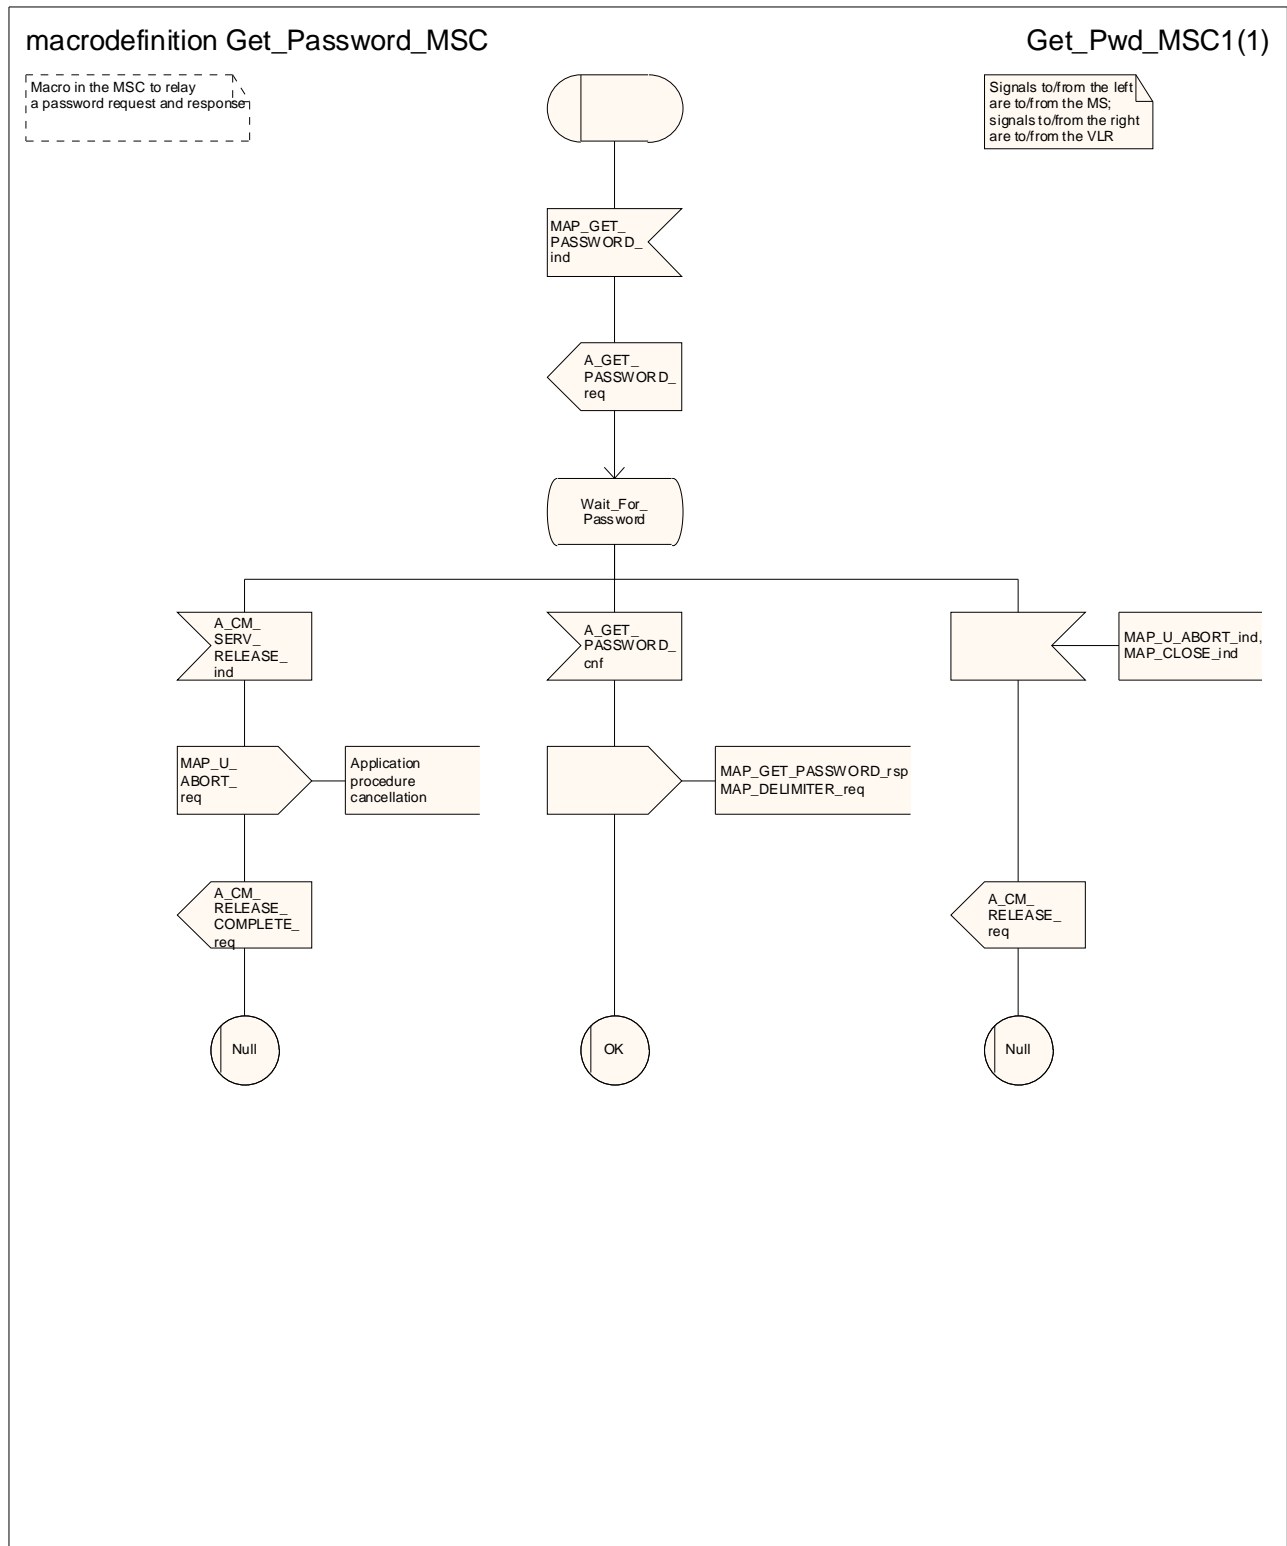 macrodefinition Get_Password_MSC
Get_Pwd_MSC1(1)
Macro in the MSC to relay
a password request and response
Signals to/from the left
are to/from the MS;
signals to/from the right
are to/from the VLR
MAP_GET_
PASSWORD_
ind
A_GET_
PASSWORD_
req
Wait_For_
Password
A_CM_
SERV_
RELEASE_
ind
A_GET_
PASSWORD_
cnf
MAP_U_ABORT_ind,
MAP_CLOSE_ind
MAP_U_
ABORT_
req
Application
procedure
cancellation
MAP_GET_PASSWORD_rsp
MAP_DELIMITER_req
A_CM_
RELEASE_
COMPLETE_
req
A_CM_
RELEASE_
req
Null
OK
Null